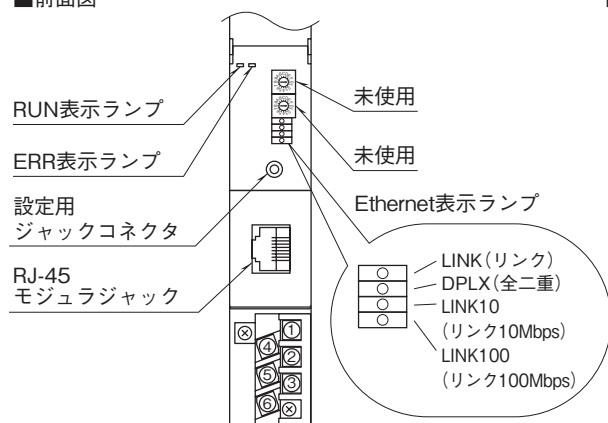 ■前面図
RUN表示ランプ
ERR表示ランプ
設定用
ジャックコネクタ
RJ-45
モジュラジャック
未使用
未使用
Ethernet表示ランプ
LINK(リンク)
DPLX(全二重)
LINK10
(リンク10Mbps)
LINK100
(リンク100Mbps)
①
④
②
⑤
③
⑥